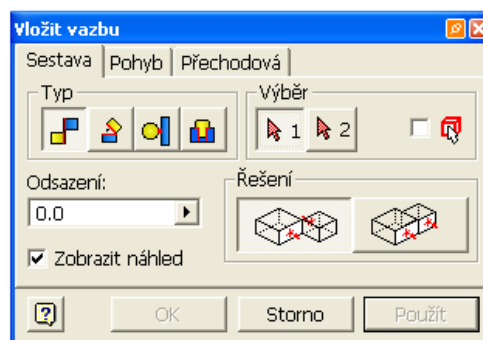 Vložit vazbu
Sestava Pohyb Přechodová
Typ Výběr
1 2
Odsazení: Řešení
0.0
Zobrazit náhled
OK Storno Použít